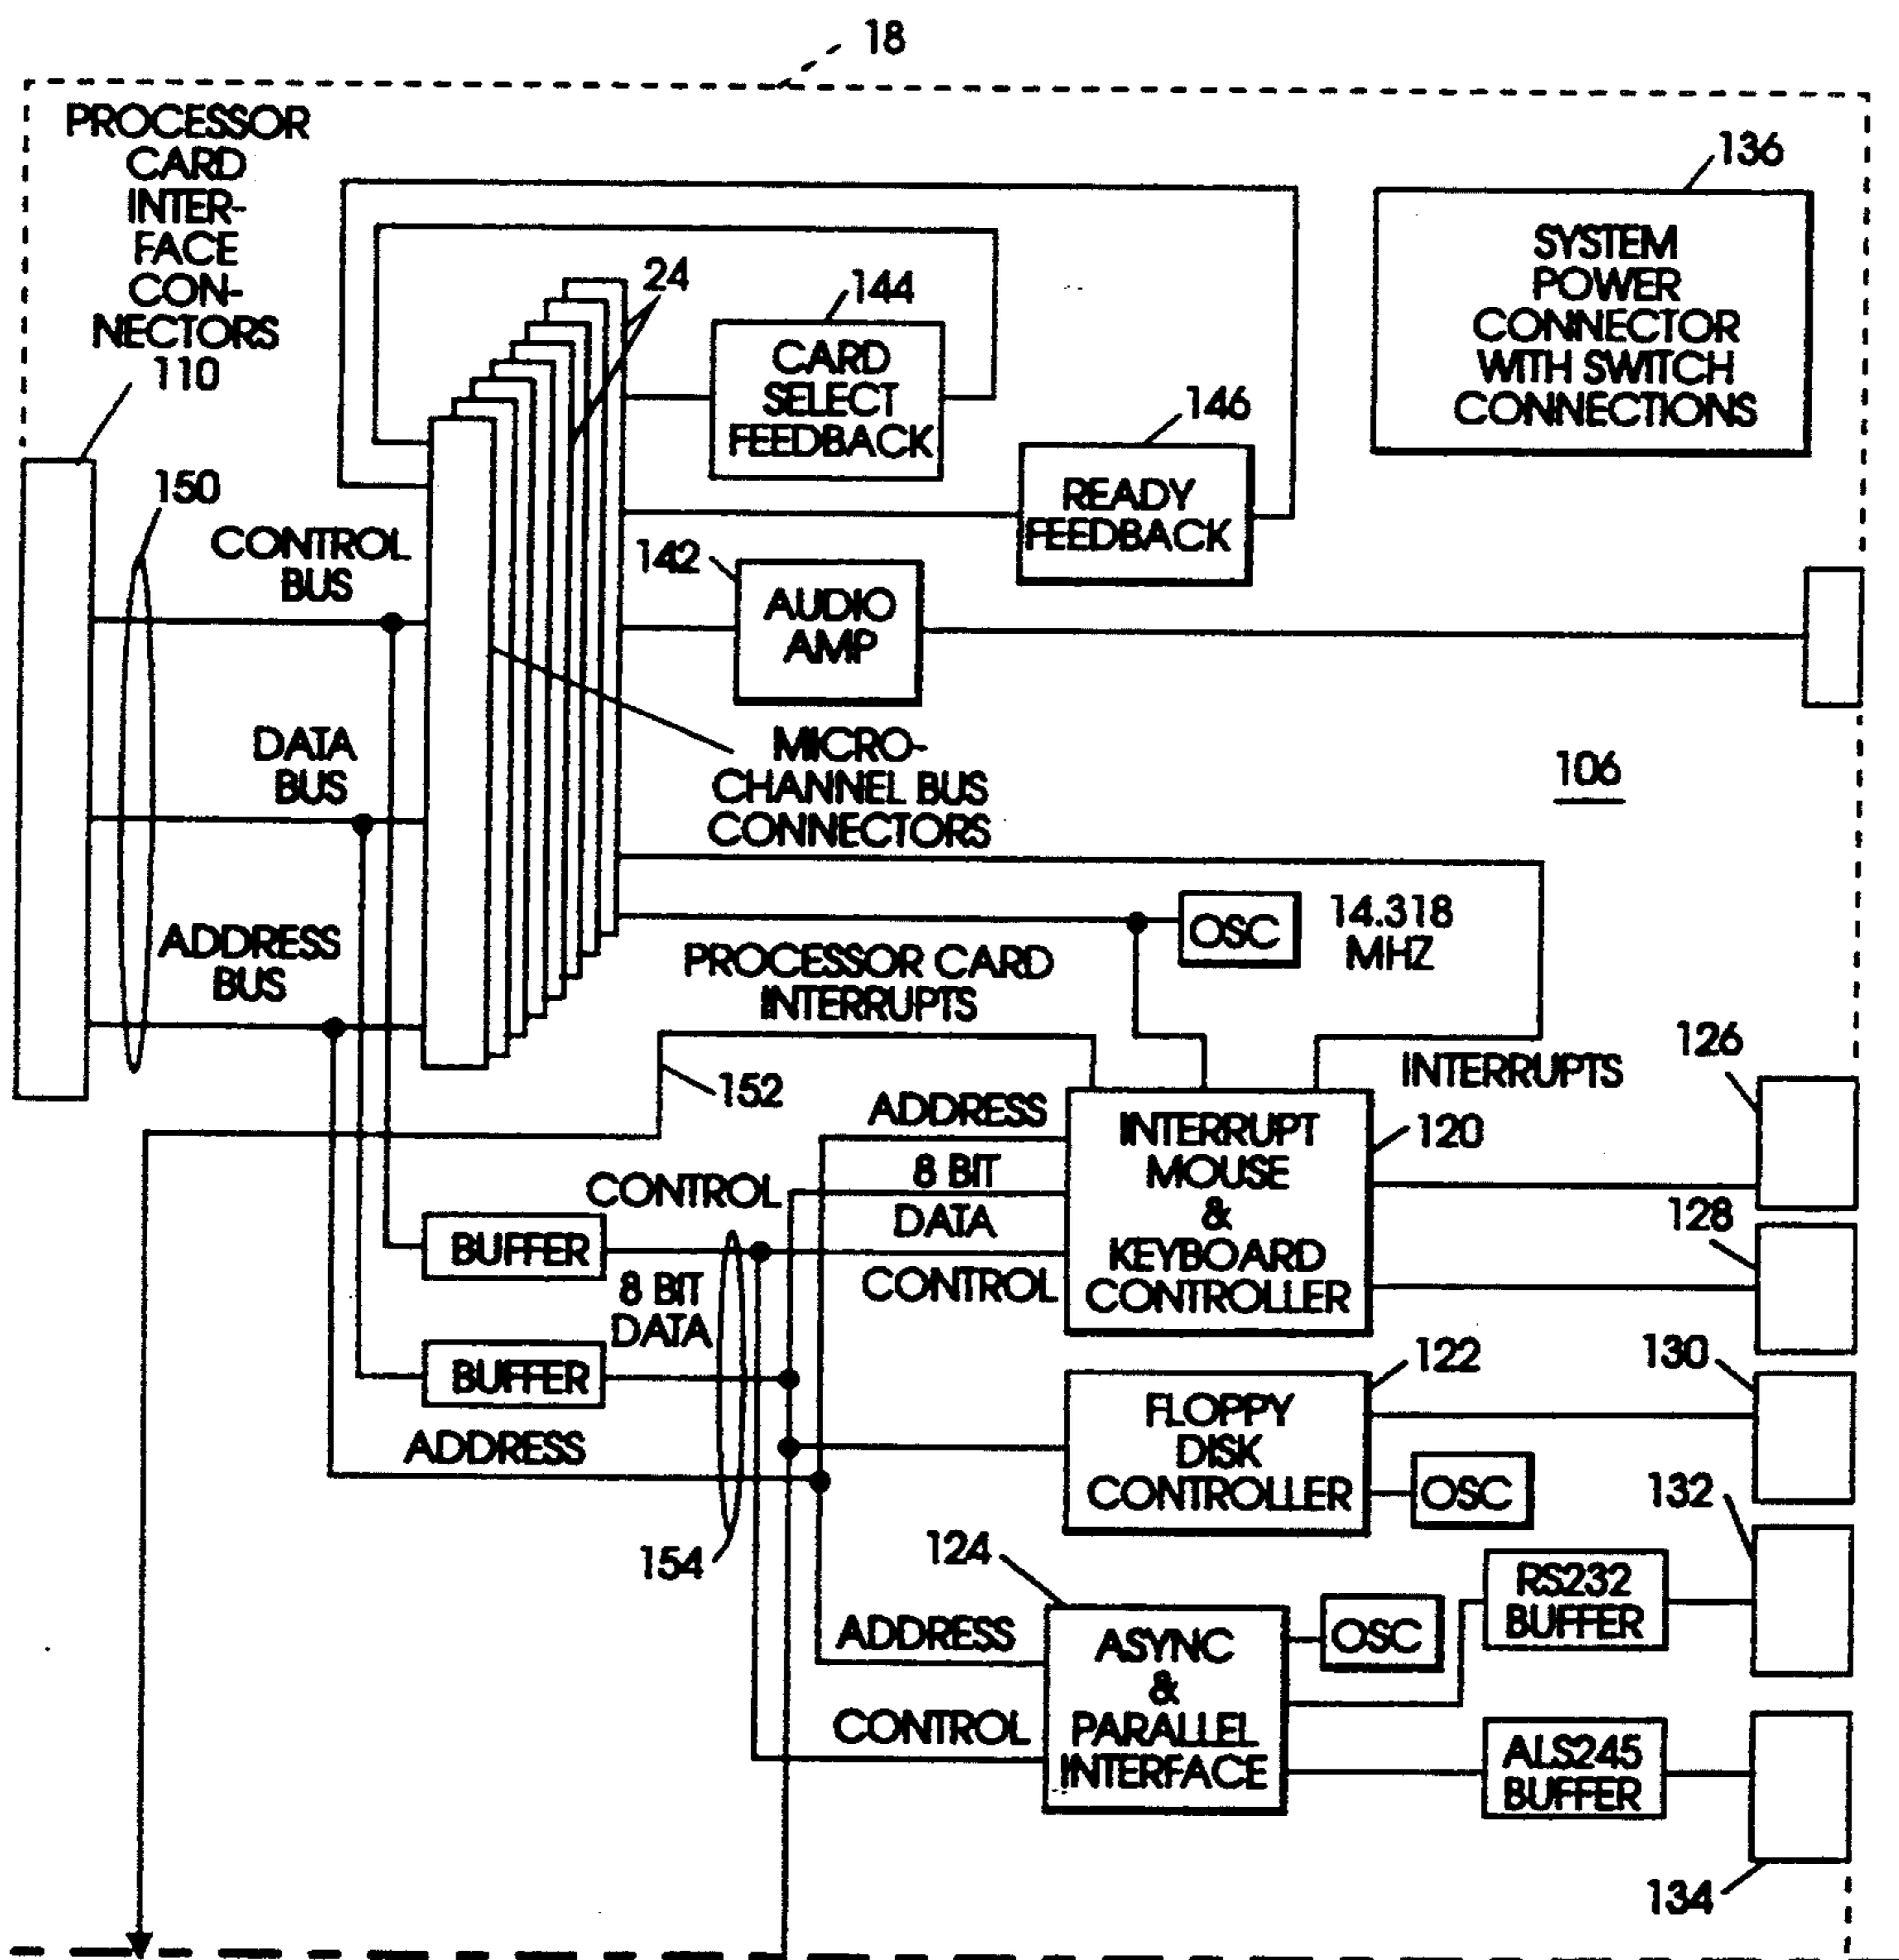 18
PROCESSOR
CARD
INTER-
FACE
CON-
NECTORS
110
136
SYSTEM
POWER
CONNECTOR
WITH SWITCH
CONNECTIONS
24
144
CARD
SELECT
FEEDBACK
146
READY
FEEDBACK
150
CONTROL
BUS
142
AUDIO
AMP
DATA
BUS
MICRO-
CHANNEL BUS
CONNECTORS
106
ADDRESS
BUS
OSC
14.318
MHZ
PROCESSOR CARD
INTERRUPTS
152
INTERRUPTS
126
ADDRESS
8 BIT
DATA
CONTROL
INTERRUPT
MOUSE
&
KEYBOARD
CONTROLLER
120
128
CONTROL
BUFFER
8 BIT
DATA
BUFFER
ADDRESS
154
FLOPPY
DISK
CONTROLLER
122
130
OSC
132
124
ADDRESS
CONTROL
ASYNC
&
PARALLEL
INTERFACE
OSC
RS232
BUFFER
ALS245
BUFFER
134